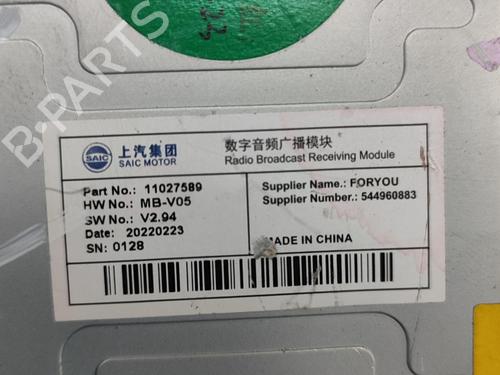 B-PARTS
上汽集团
SAIC
SAIC MOTOR
数字音频广播模块
Radio Broadcast Receiving Module
Part No.: 11027589
HW No.: MB-V05
SW No.: V2.94
Date: 20220223
SN: 0128
Supplier Name.: FORYOU
Supplier Number.: 544960883
MADE IN CHINA